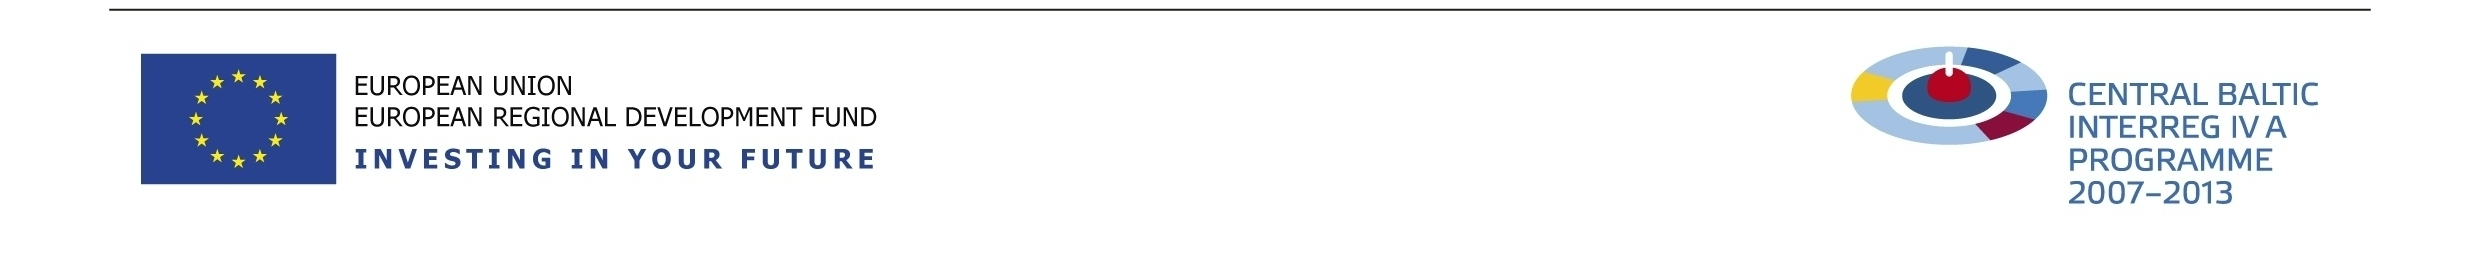 EUROPEAN UNION
EUROPEAN REGIONAL DEVELOPMENT FUND
INVESTING IN YOUR FUTURE
CENTRAL BALTIC
INTERREG IV A
PROGRAMME
2007–2013